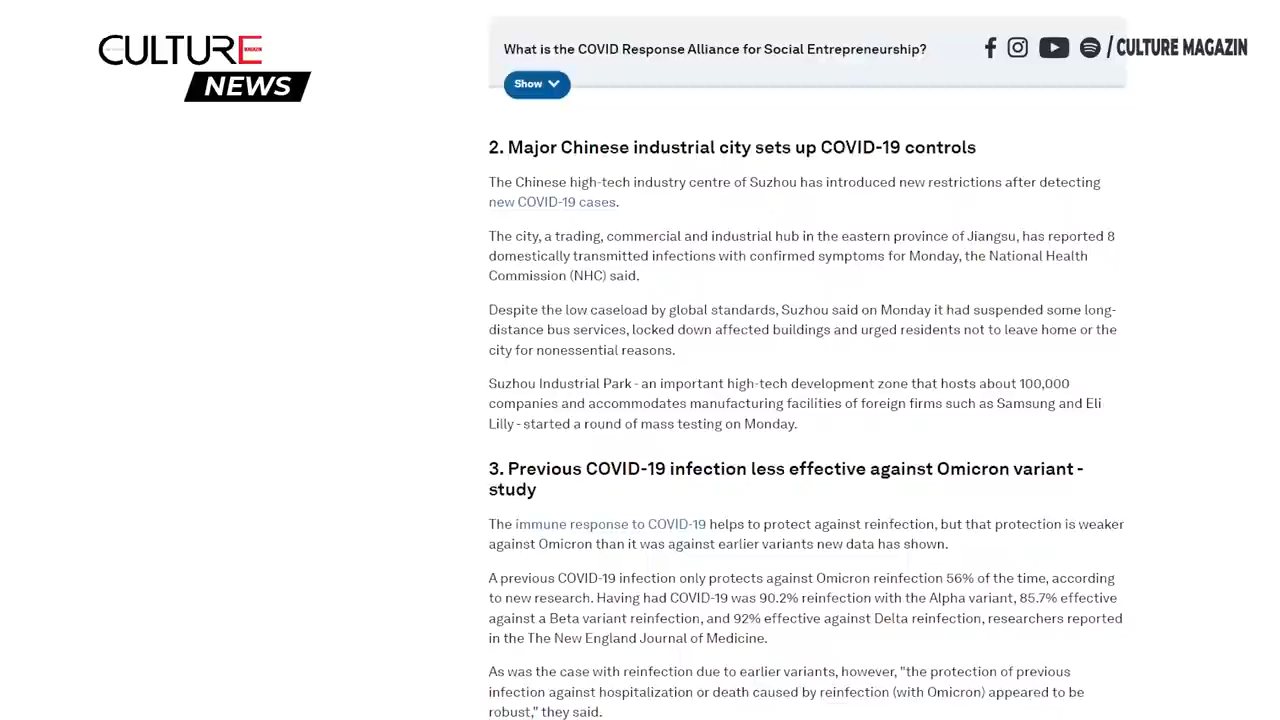 CULTURE
NEWS
What is the COVID Response Alliance for Social Entrepreneurship?
/ CULTURE MAGAZIN
Show
2. Major Chinese industrial city sets up COVID-19 controls
The Chinese high-tech industry centre of Suzhou has introduced new restrictions after detecting
new COVID-19 cases.
The city, a trading, commercial and industrial hub in the eastern province of Jiangsu, has reported 8
domestically transmitted infections with confirmed symptoms for Monday, the National Health
Commission (NHC) said.
Despite the low caseload by global standards, Suzhou said on Monday it had suspended some long-
distance bus services, locked down affected buildings and urged residents not to leave home or the
city for nonessential reasons.
Suzhou Industrial Park - an important high-tech development zone that hosts about 100,000
companies and accommodates manufacturing facilities of foreign firms such as Samsung and Eli
Lilly - started a round of mass testing on Monday.
3. Previous COVID-19 infection less effective against Omicron variant -
study
The immune response to COVID-19 helps to protect against reinfection, but that protection is weaker
against Omicron than it was against earlier variants new data has shown.
A previous COVID-19 infection only protects against Omicron reinfection 56% of the time, according
to new research. Having had COVID-19 was 90.2% reinfection with the Alpha variant, 85.7% effective
against a Beta variant reinfection, and 92% effective against Delta reinfection, researchers reported
in the The New England Journal of Medicine.
As was the case with reinfection due to earlier variants, however, "the protection of previous
infection against hospitalization or death caused by reinfection (with Omicron) appeared to be
robust," they said.